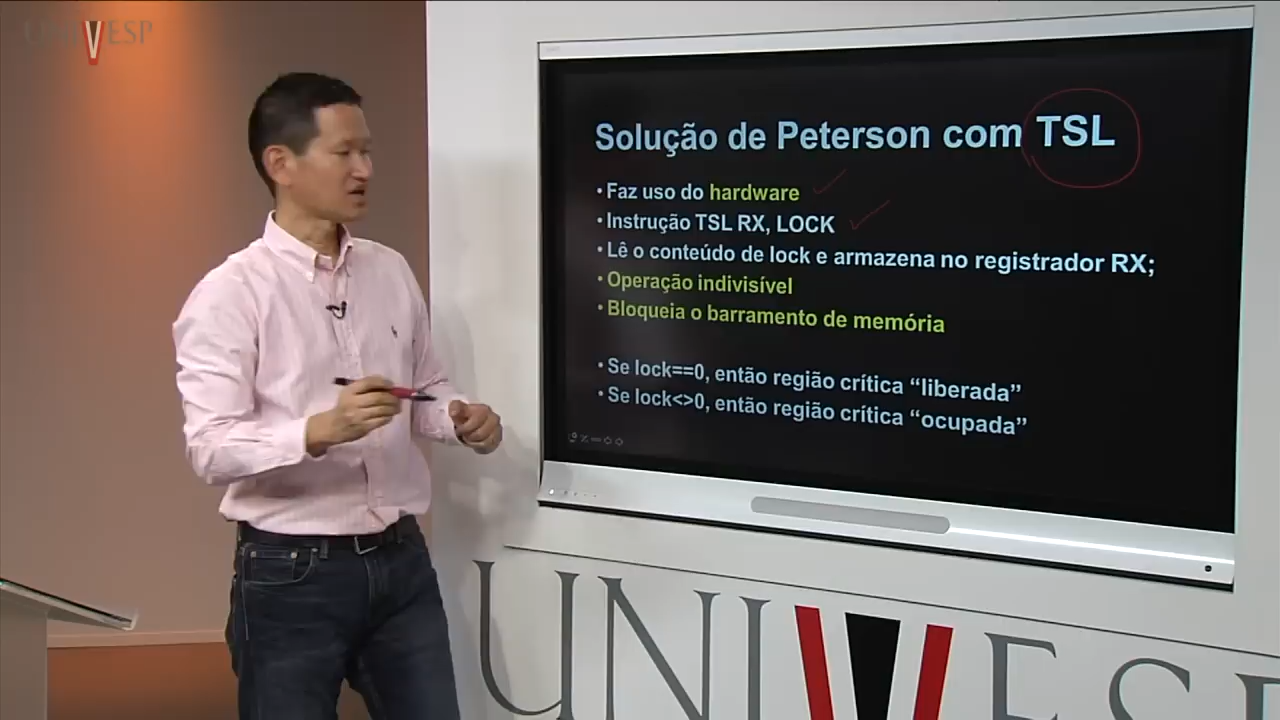 UNIVESP
Solução de Peterson com TSL
• Faz uso do hardware
• Instrução TSL RX, LOCK
• Lê o conteúdo de lock e armazena no registrador RX;
• Operação indivisível
• Bloqueia o barramento de memória
• Se lock==0, então região crítica “liberada”
• Se lock<>0, então região crítica “ocupada”
UNIVESP